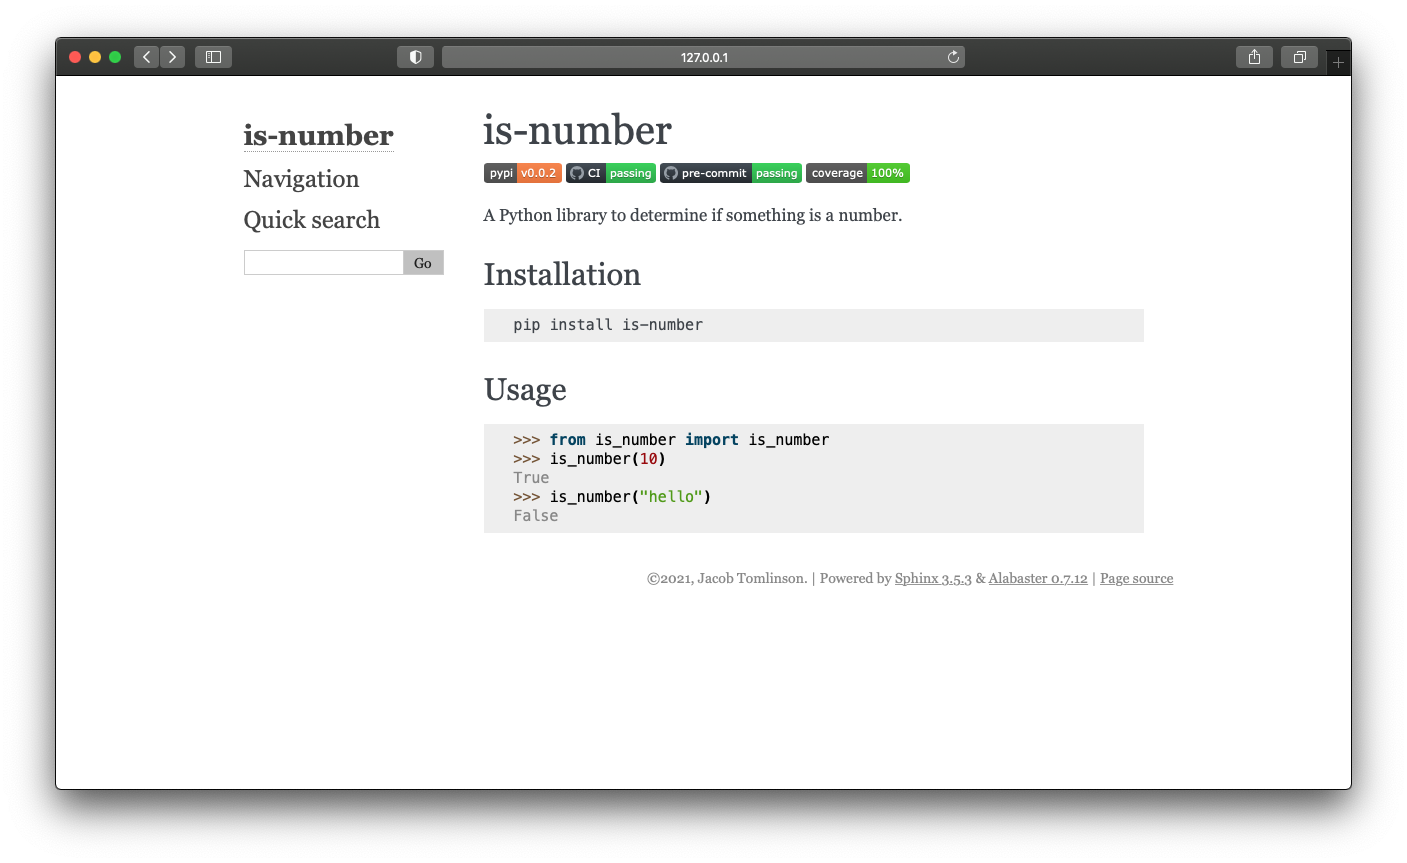 127.0.0.1
is-number
Navigation
Quick search
Go
is-number
pypi v0.0.2 CI passing pre-commit passing coverage 100%
A Python library to determine if something is a number.
Installation
pip install is-number
Usage
>>> from is_number import is_number
>>> is_number(10)
True
>>> is_number("hello")
False
©2021, Jacob Tomlinson. | Powered by Sphinx 3.5.3 & Alabaster 0.7.12 | Page source